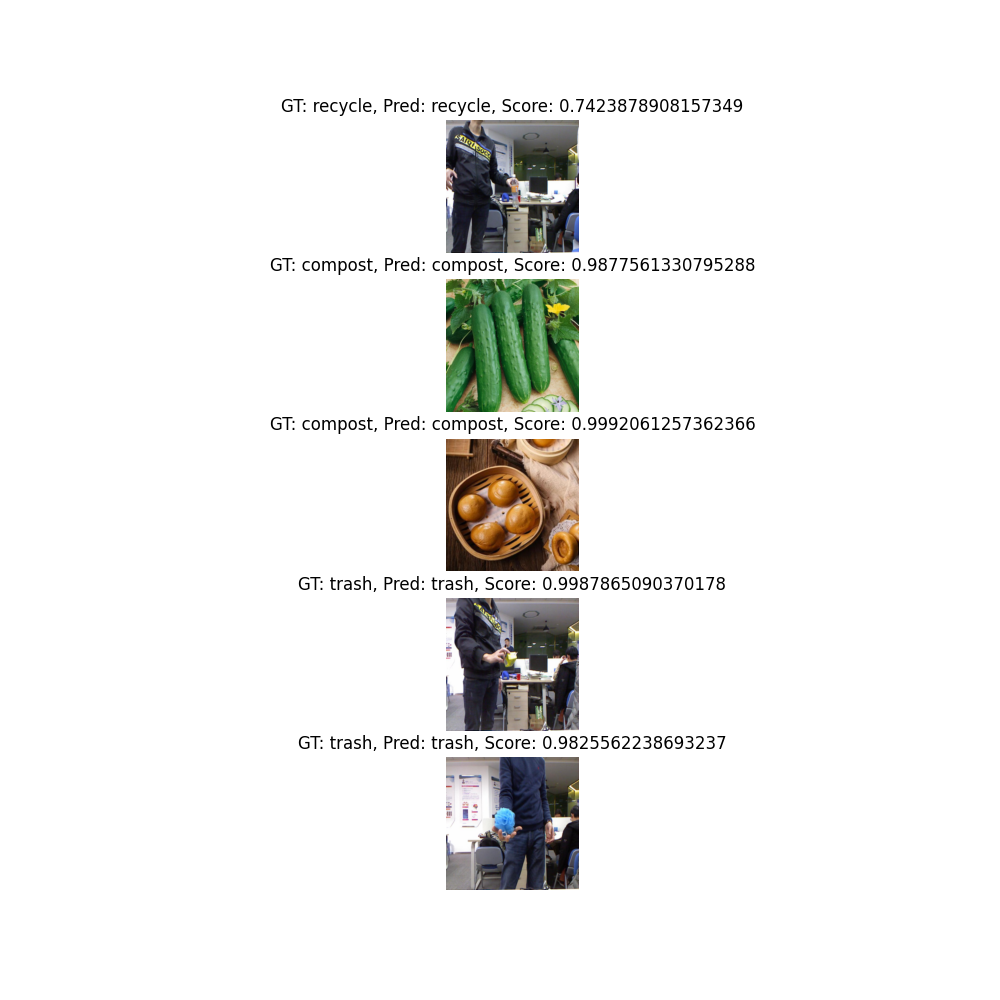 GT: recycle, Pred: recycle, Score: 0.7423878908157349
GT: compost, Pred: compost, Score: 0.9877561330795288
GT: compost, Pred: compost, Score: 0.9992061257362366
GT: trash, Pred: trash, Score: 0.9987865090370178
GT: trash, Pred: trash, Score: 0.9825562238693237